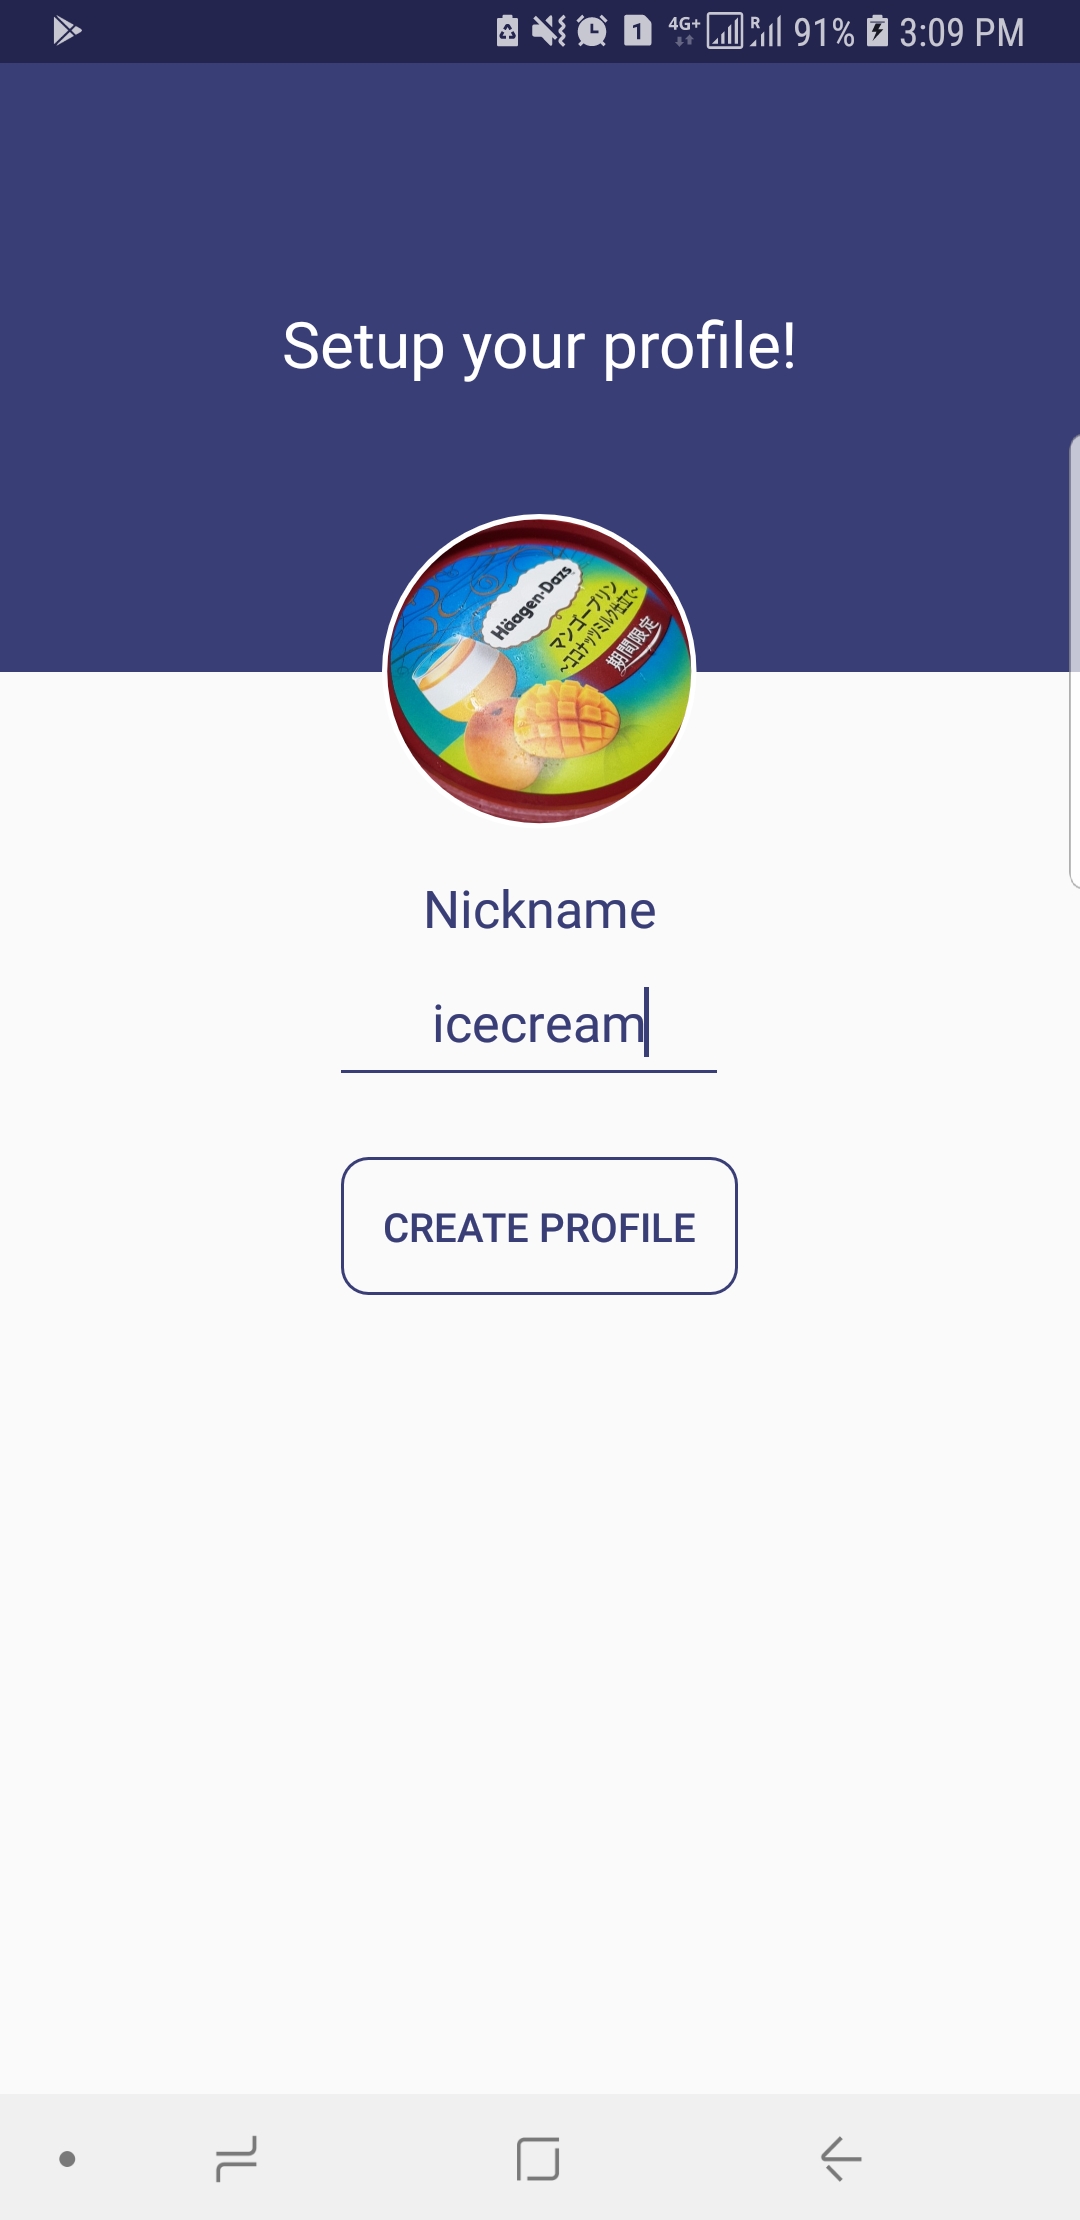 1 4G+ R 91% 3:09 PM
Setup your profile!
Häagen-Dazs
マンゴープリン
~ココナッツミルク仕立て~
期間限定
Nickname
icecream
CREATE PROFILE